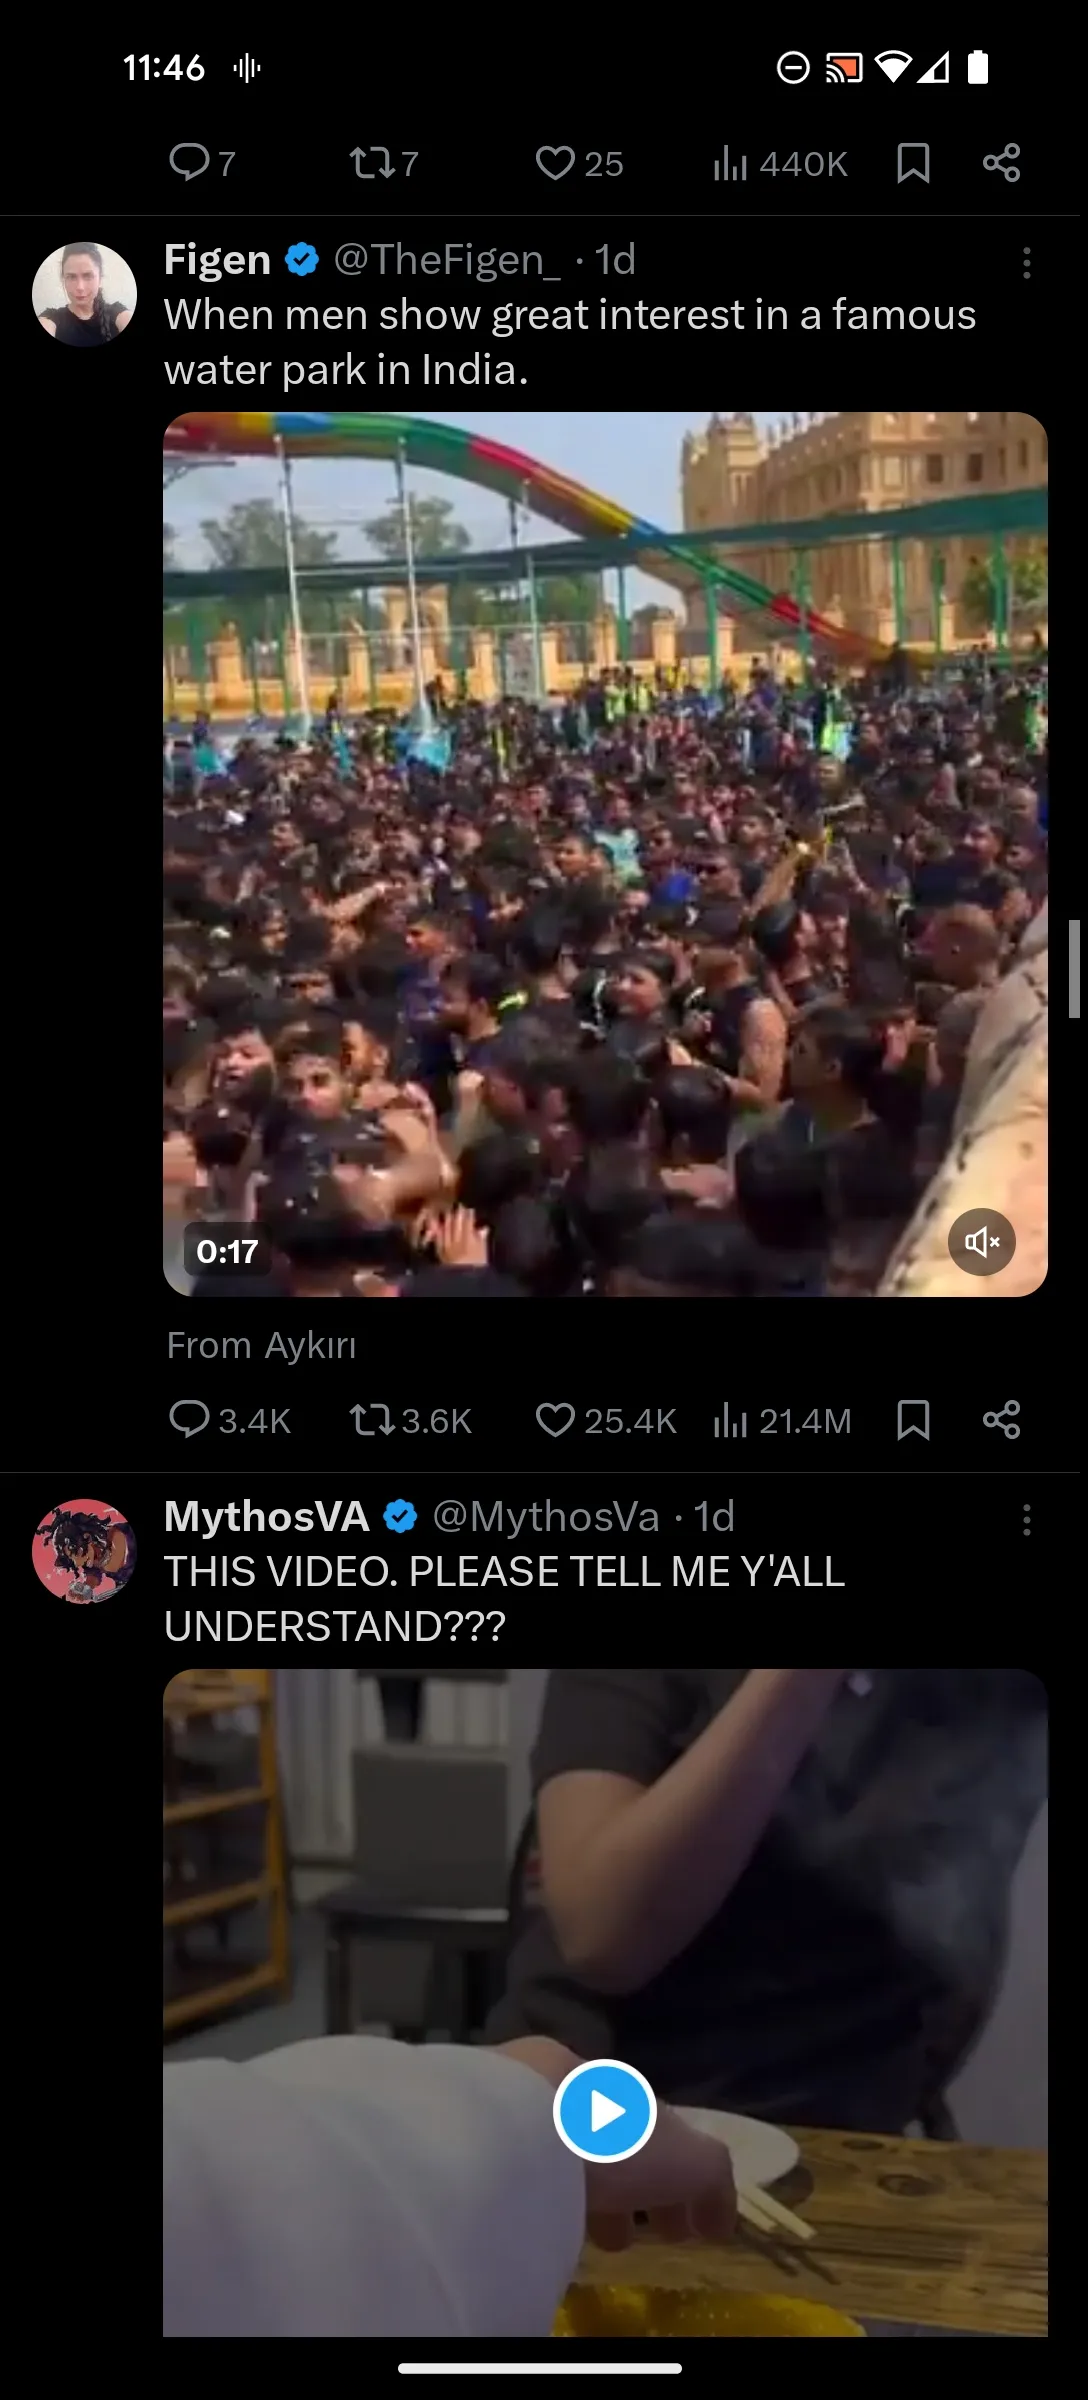 11:46
7 7 25 440K
Figen @TheFigen_ · 1d
When men show great interest in a famous
water park in India.
0:17
From Aykırı
3.4K 3.6K 25.4K 21.4M
MythosVA @MythosVa · 1d
THIS VIDEO. PLEASE TELL ME Y'ALL
UNDERSTAND???